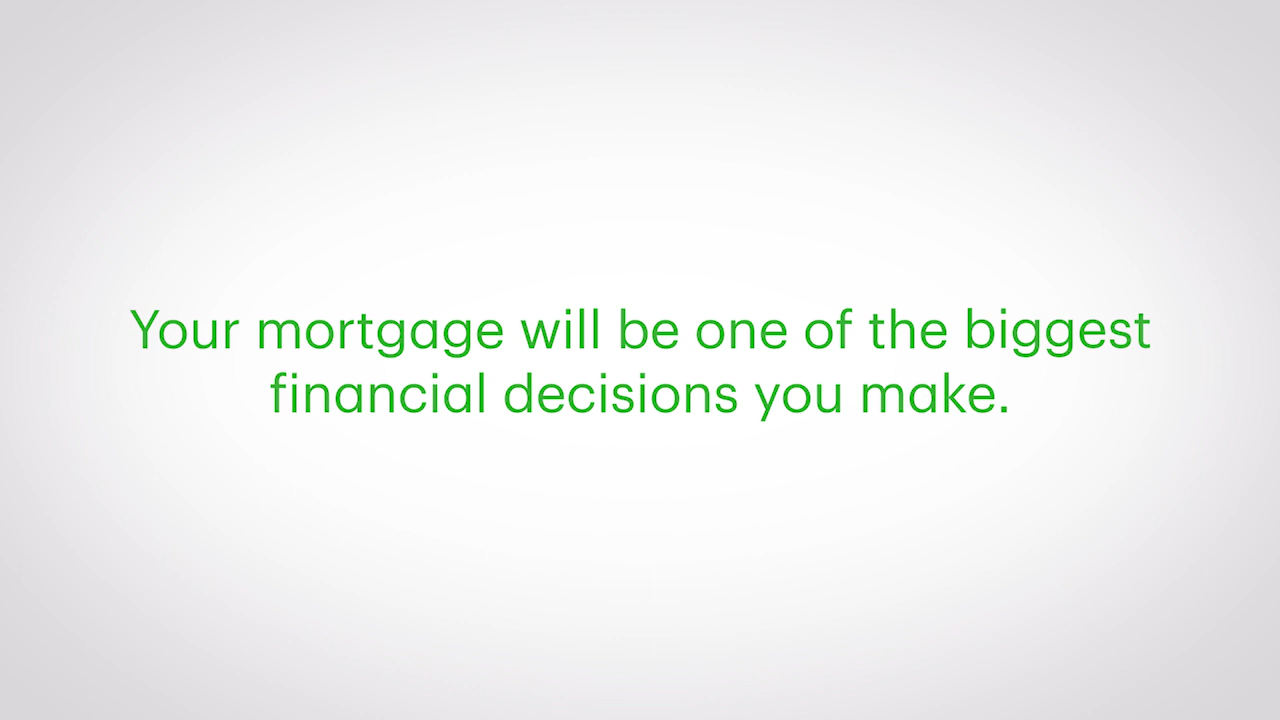 Your mortgage will be one of the biggest
financial decisions you make.